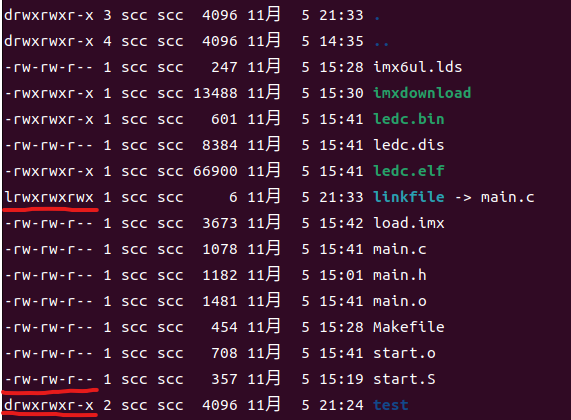 drwxrwxr-x 3 scc scc  4096 11月  5 21:33 .
drwxrwxr-x 4 scc scc  4096 11月  5 14:35 ..
-rw-rw-r-- 1 scc scc   247 11月  5 15:28 imx6ul.lds
-rwxrwxr-x 1 scc scc 13488 11月  5 15:30 imxdownload
-rwxrwxr-x 1 scc scc   601 11月  5 15:41 ledc.bin
-rw-rw-r-- 1 scc scc  8384 11月  5 15:41 ledc.dis
-rwxrwxr-x 1 scc scc 66900 11月  5 15:41 ledc.elf
lrwxrwxrwx 1 scc scc     6 11月  5 21:33 linkfile -> main.c
-rw-rw-r-- 1 scc scc  3673 11月  5 15:42 load.imx
-rw-rw-r-- 1 scc scc  1078 11月  5 15:41 main.c
-rw-rw-r-- 1 scc scc  1182 11月  5 15:01 main.h
-rw-rw-r-- 1 scc scc  1481 11月  5 15:41 main.o
-rw-rw-r-- 1 scc scc   454 11月  5 15:28 Makefile
-rw-rw-r-- 1 scc scc   708 11月  5 15:41 start.o
-rw-rw-r-- 1 scc scc   357 11月  5 15:19 start.S
drwxrwxr-x 2 scc scc  4096 11月  5 21:24 test